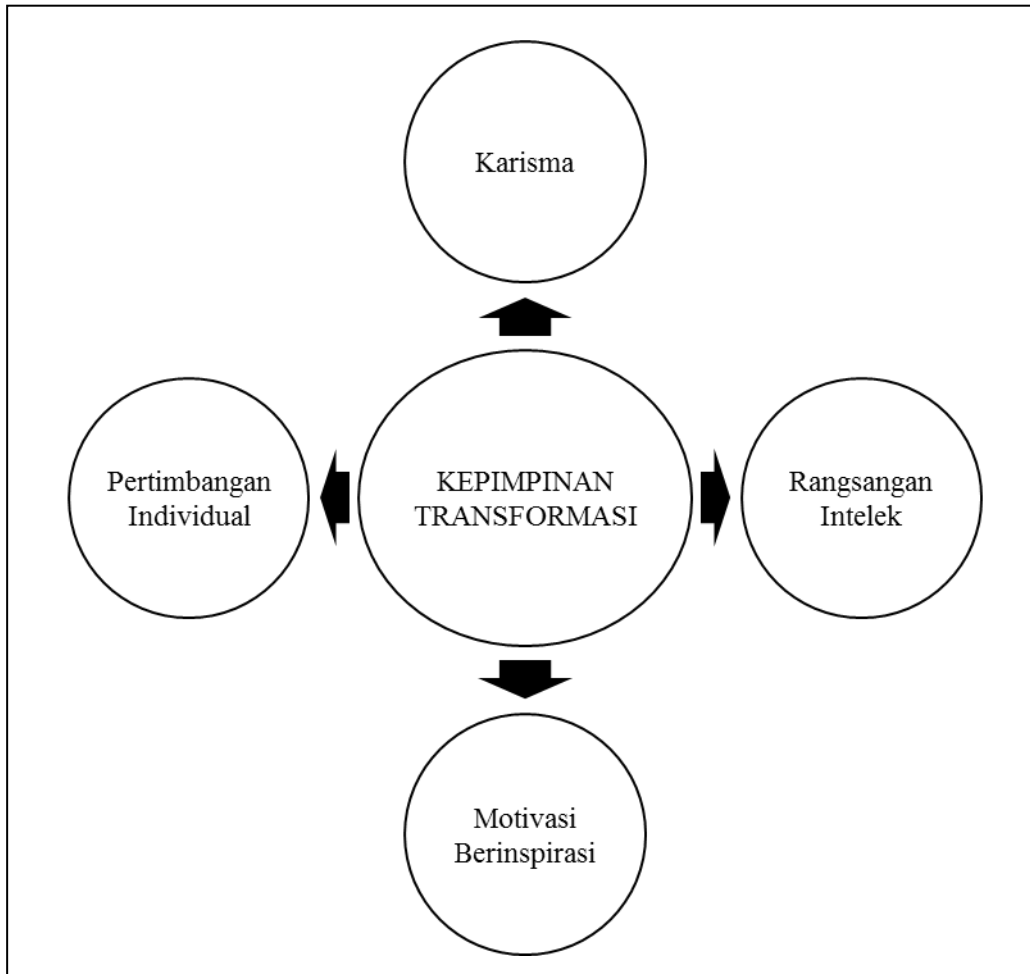 Karisma
Pertimbangan
Individual
KEPIMPINAN
TRANSFORMASI
Rangsangan
Intelek
Motivasi
Berinspirasi